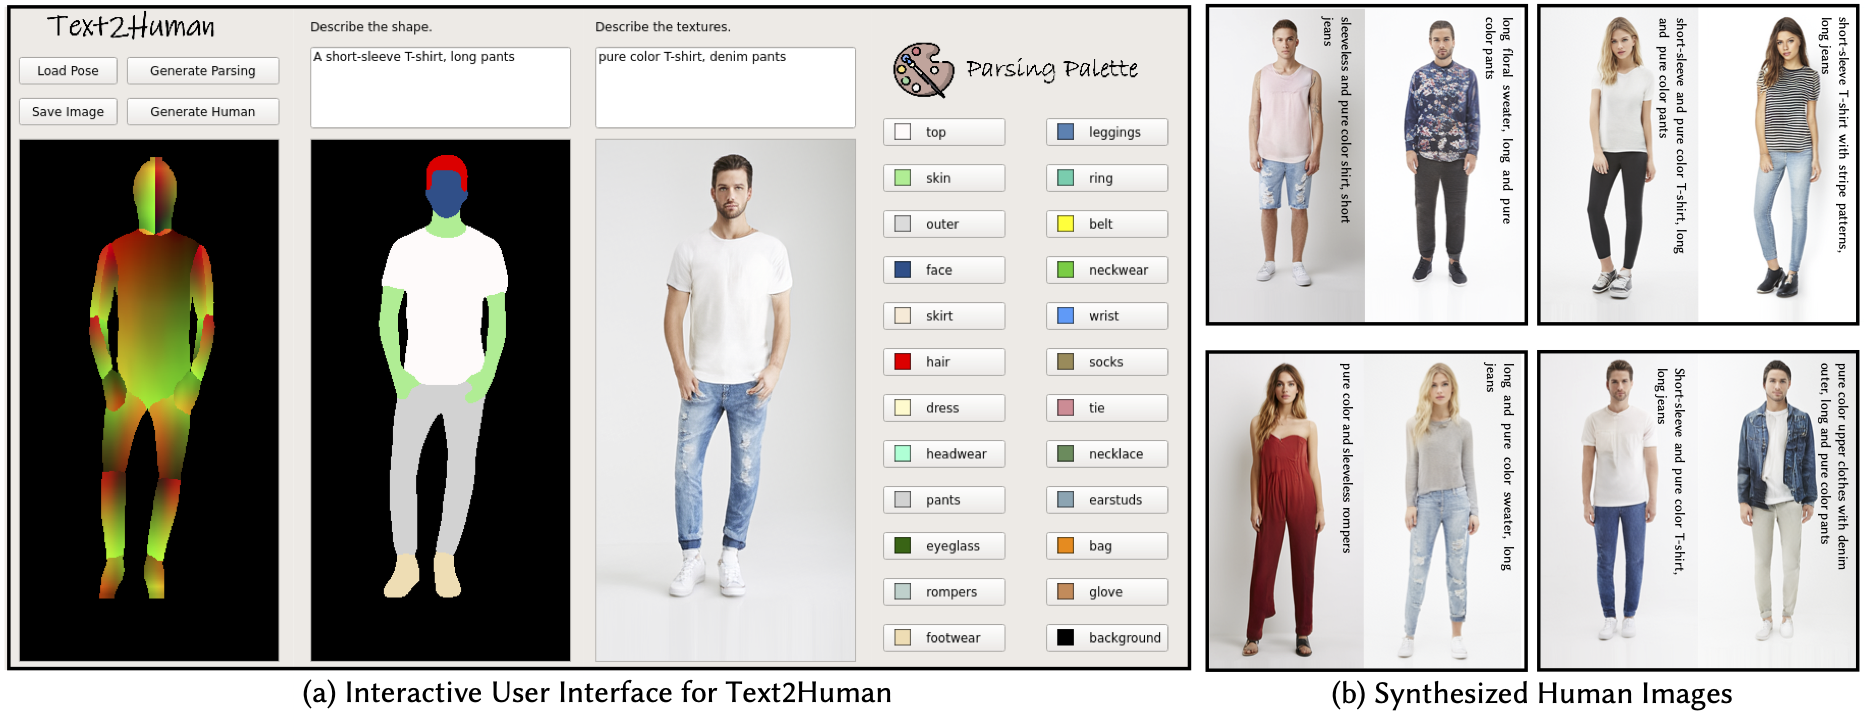 Text2Human
Load Pose
Generate Parsing
Save Image
Generate Human
Describe the shape.
A short-sleeve T-shirt, long pants
Describe the textures.
pure color T-shirt, denim pants
Parsing Palette
top
leggings
skin
ring
outer
belt
face
neckwear
skirt
wrist
hair
socks
dress
tie
headwear
necklace
pants
earstuds
eyeglass
bag
rompers
glove
footwear
background
(a) Interactive User Interface for Text2Human
sleeveless and pure color shirt, short
jeans
long floral sweater, long and pure
color pants
short-sleeve and pure color T-shirt, long
and pure color pants
short-sleeve T-shirt with stripe patterns,
long jeans
pure color and sleeveless rompers
long and pure color sweater, long
jeans
Short-sleeve and pure color T-shirt,
long jeans
pure color upper clothes with denim
outer, long and pure color pants
(b) Synthesized Human Images